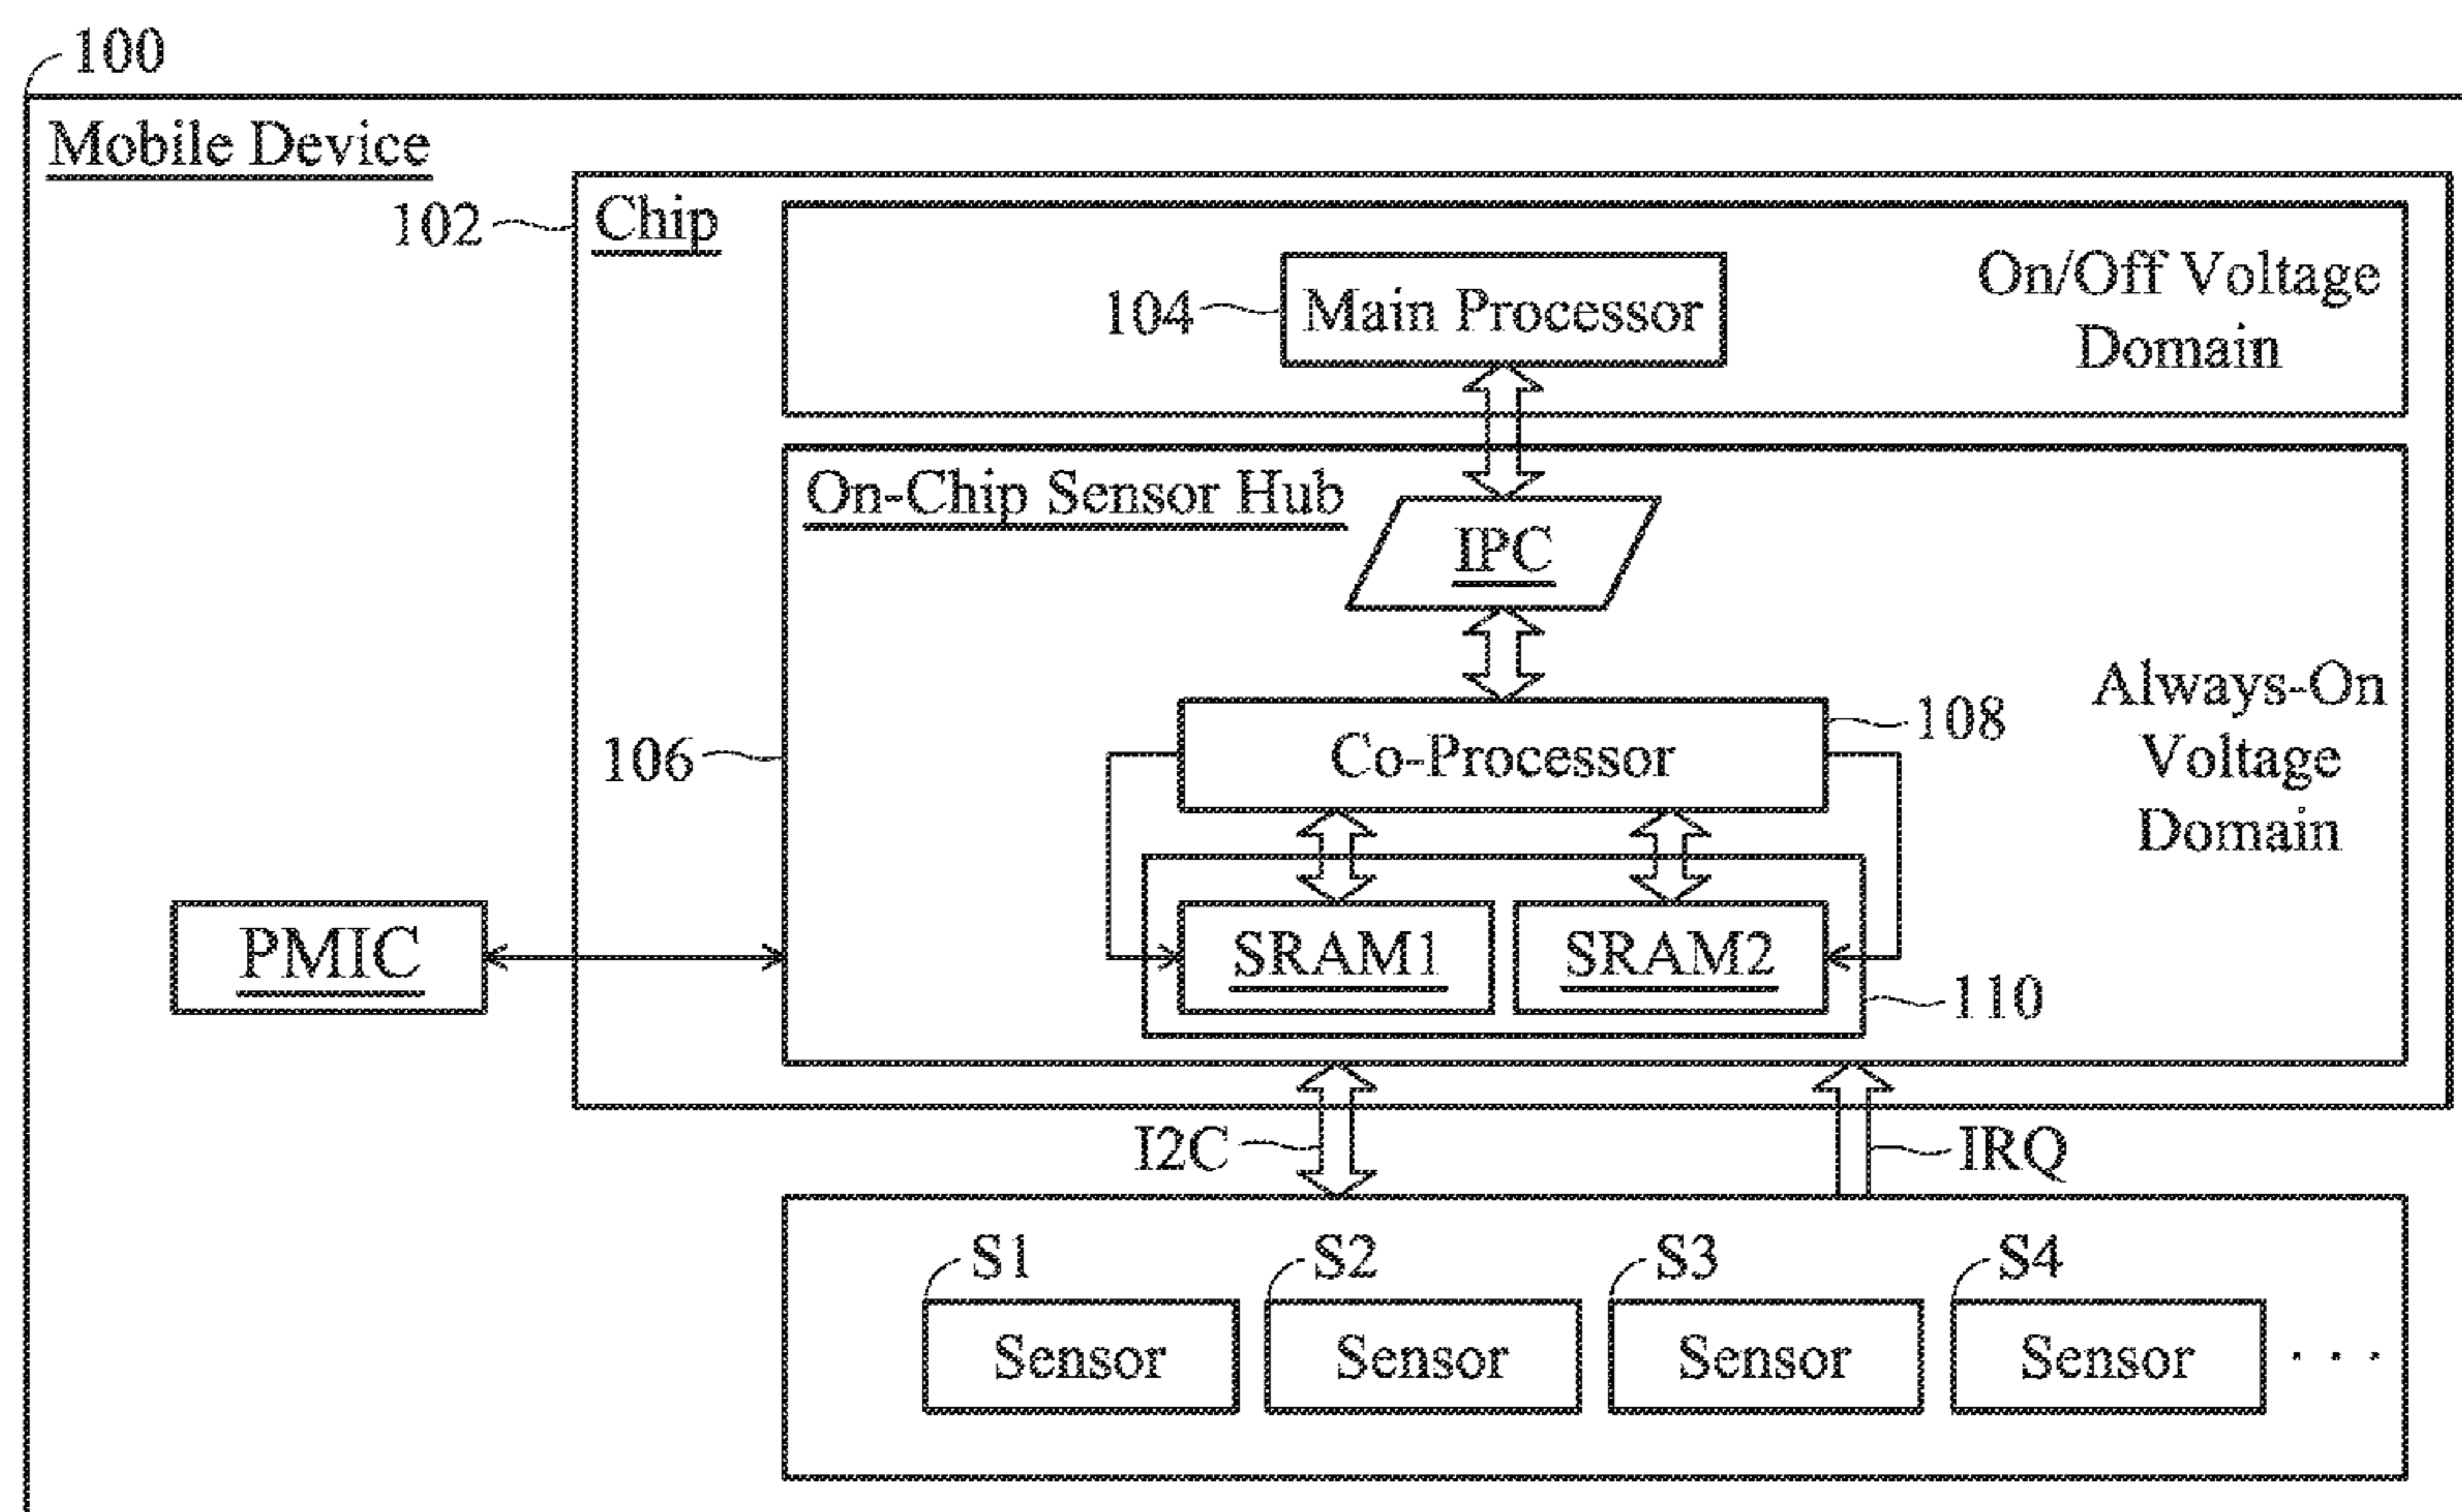 100
Mobile Device
102
Chip
104
Main Processor
On/Off Voltage
Domain
On-Chip Sensor Hub
IPC
106
Co-Processor
108
Always-On
Voltage
Domain
PMIC
SRAM1
SRAM2
110
I2C
IRQ
S1
S2
S3
S4
Sensor
Sensor
Sensor
Sensor
. . .